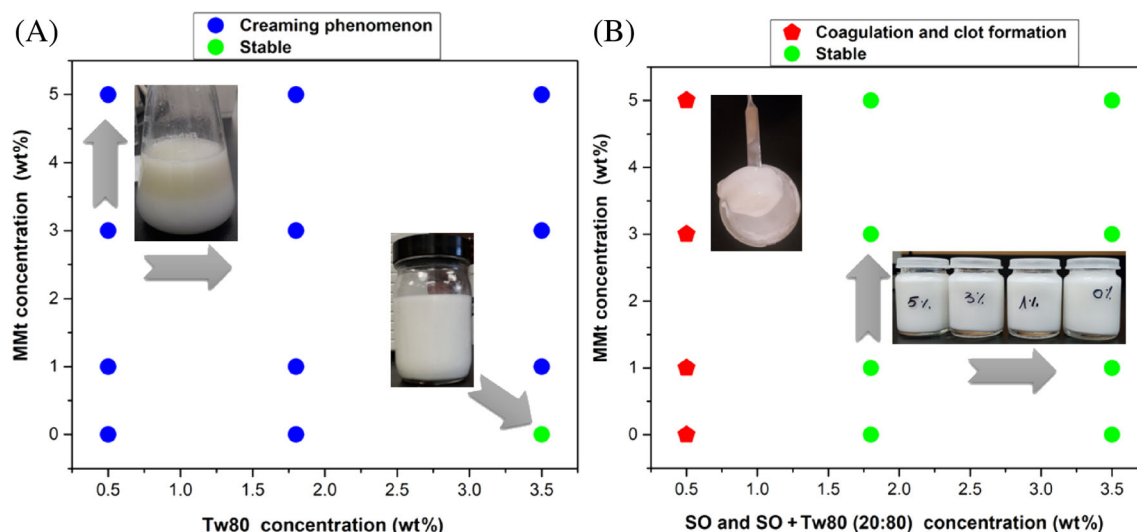 (A)
Creaming phenomenon
Stable
MMt concentration (wt%)
5
4
3
2
1
0
0.5 1.0 1.5 2.0 2.5 3.0 3.5
Tw80 concentration (wt%)
(B)
Coagulation and clot formation
Stable
MMt concentration (wt%)
5
4
3
2
1
0
5% 3% 1% 0%
0.5 1.0 1.5 2.0 2.5 3.0 3.5
SO and SO + Tw80 (20:80) concentration (wt%)